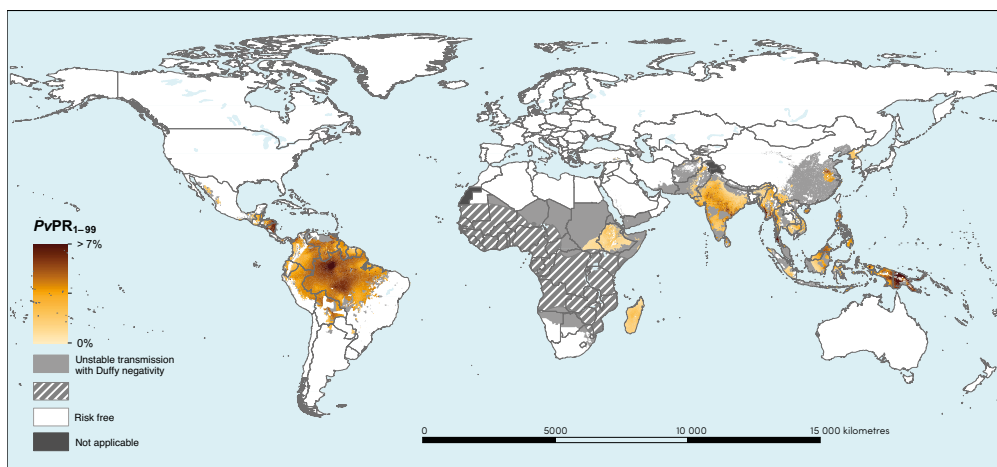 PvPR1–99
> 7%
0%
Unstable transmission
with Duffy negativity
Risk free
Not applicable
0
5000
10 000
15 000 kilometres